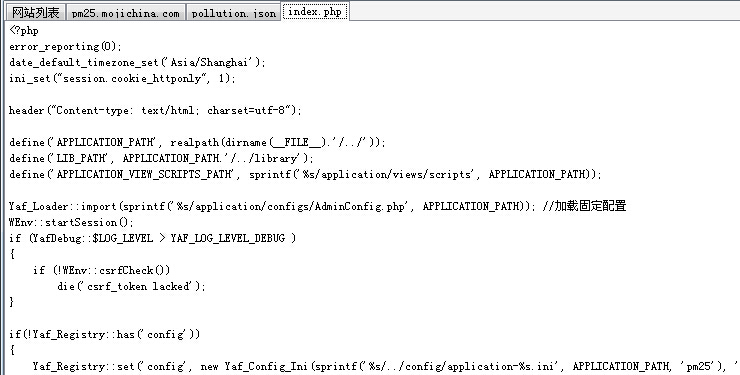 网站列表 pm25.mojichina.com pollution.json index.php
<?php
error_reporting(0);
date_default_timezone_set('Asia/Shanghai');
ini_set("session.cookie_httponly", 1);
header("Content-type: text/html; charset=utf-8");
define('APPLICATION_PATH', realpath(dirname(__FILE__).'/../'));
define('LIB_PATH', APPLICATION_PATH.'/../library');
define('APPLICATION_VIEW_SCRIPTS_PATH', sprintf('%s/application/views/scripts', APPLICATION_PATH));
Yaf_Loader::import(sprintf('%s/application/configs/AdminConfig.php', APPLICATION_PATH)); //加载固定配置
WEnv::startSession();
if (YafDebug::$LOG_LEVEL > YAF_LOG_LEVEL_DEBUG )
{
if (!WEnv::csrfCheck())
die('csrf_token lacked');
}
if(!Yaf_Registry::has('config'))
{
Yaf_Registry::set('config', new Yaf_Config_Ini(sprintf('%s/../config/application-%s.ini', APPLICATION_PATH, 'pm25'), '